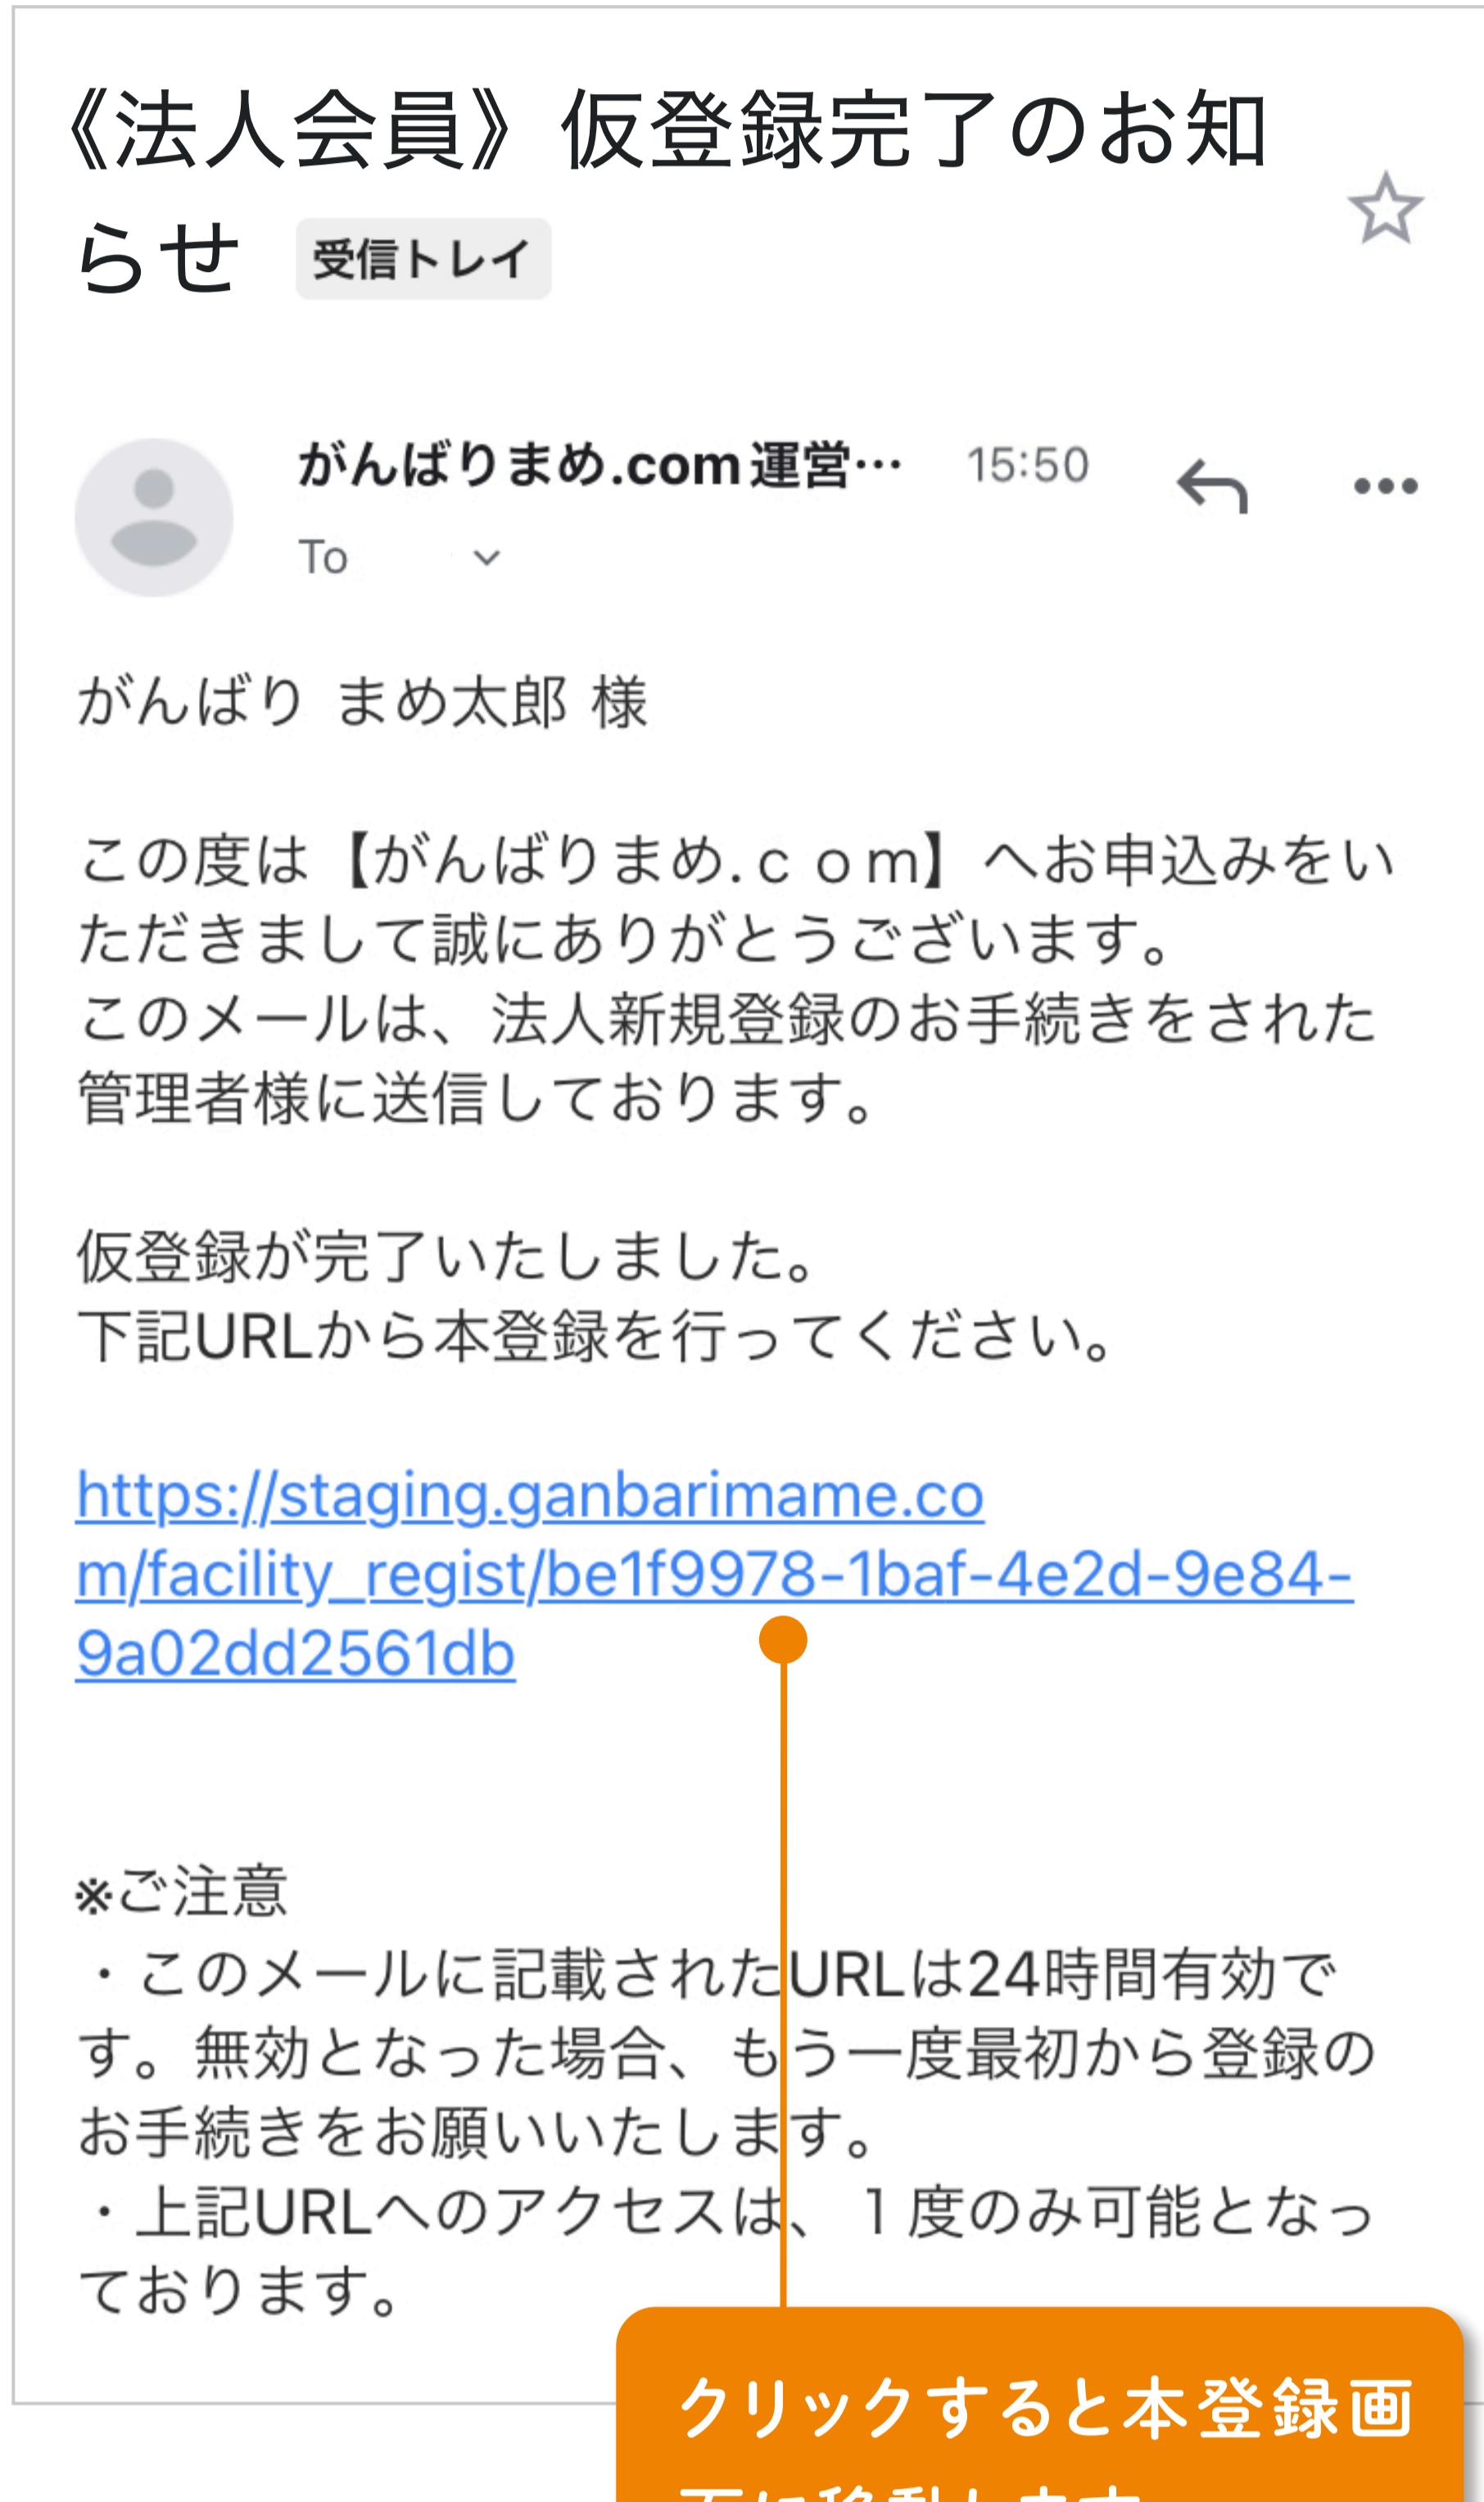 《法人会員》 仮登録完了のお知
らせ 受信トレイ
がんばりまめ.com 運営… 15:50
To
がんばり まめ太郎 様
この度は【がんばりまめ.ｃｏｍ】へお申込みをい
ただきまして誠にありがとうございます。
このメールは、法人新規登録のお手続きをされた
管理者様に送信しております。
仮登録が完了いたしました。
下記URLから本登録を行ってください。
https://staging.ganbarimame.co
m/facility_regist/be1f9978-1baf-4e2d-9e84-
9a02dd2561db
※ご注意
・このメールに記載されたURLは24時間有効で
す。無効となった場合、もう一度最初から登録の
お手続きをお願いいたします。
・上記URLへのアクセスは、１度のみ可能となっ
ております。
クリックすると本登録画